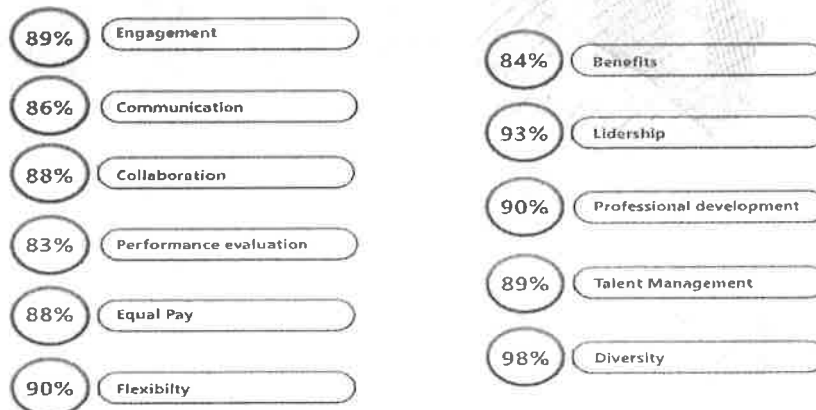 89% Engagement
86% Communication
88% Collaboration
83% Performance evaluation
88% Equal Pay
90% Flexibilty
84% Benefits
93% Lidership
90% Professional development
89% Talent Management
98% Diversity